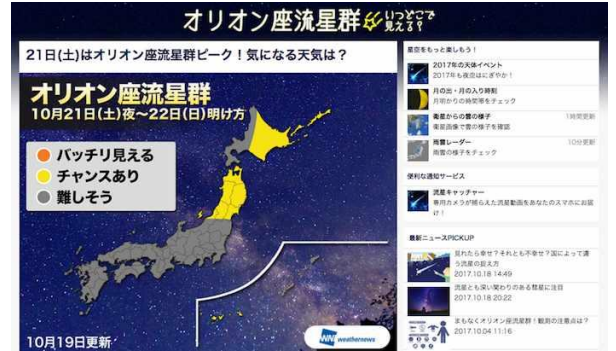 オリオン座流星群
いつどこで
見える?
21日(土)はオリオン座流星群ピーク!気になる天気は?
オリオン座流星群
10月21日(土)夜〜22日(日)明け方
バッチリ見える
チャンスあり
難しそう
10月19日更新
weathernews
星空をもっと楽しもう!
2017年の天体イベント
2017年も夜空はにぎやか!
月の出・月の入り時刻
月明かりの時間帯をチェック
衛星からの雲の様子
1時間更新
衛星画像で雲の様子を確認
雨雲レーダー
10分更新
雨雲の様子をチェック
便利な通知サービス
流星キャッチャー
専用カメラが捕らえた流星動画をあなたのスマホにお届
け!
最新ニュースPICKUP
見れたら幸せ?それとも不幸せ?国によって違
う流星の捉え方
2017.10.18 14:49
流星とも深い関わりのある彗星に注目
2017.10.18 20:22
まもなくオリオン座流星群!観測の注意点は?
2017.10.04 11:16